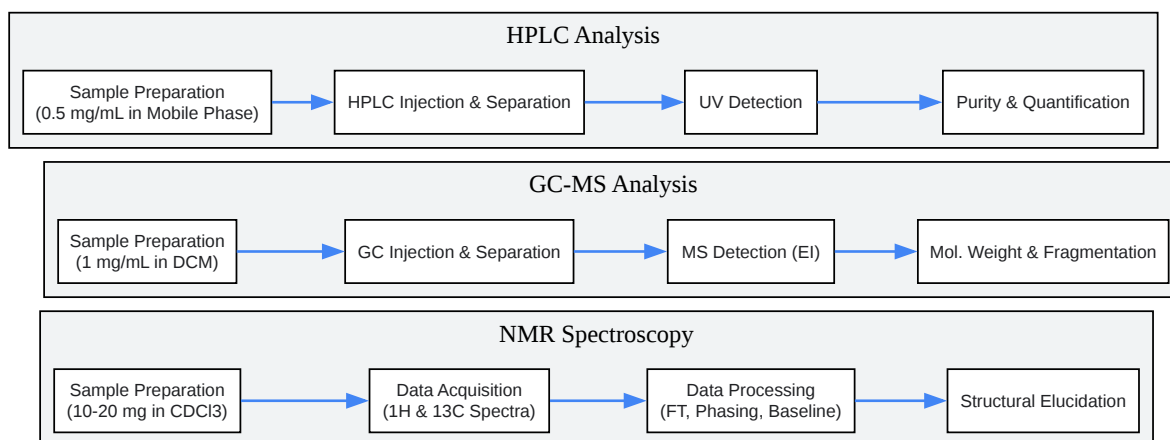 HPLC Analysis
Sample Preparation
(0.5 mg/mL in Mobile Phase)
HPLC Injection & Separation
UV Detection
Purity & Quantification
GC-MS Analysis
Sample Preparation
(1 mg/mL in DCM)
GC Injection & Separation
MS Detection (EI)
Mol. Weight & Fragmentation
NMR Spectroscopy
Sample Preparation
(10-20 mg in CDCl3)
Data Acquisition
(1H & 13C Spectra)
Data Processing
(FT, Phasing, Baseline)
Structural Elucidation